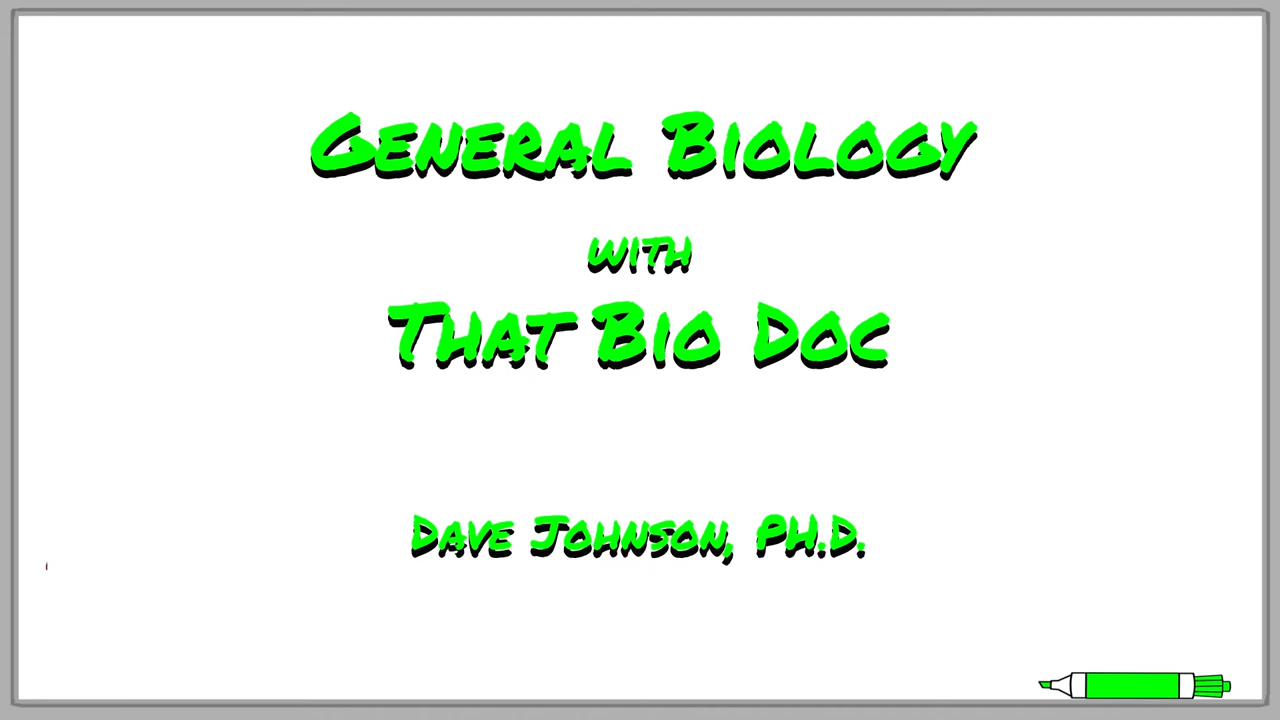 General Biology
with
That Bio Doc
Dave Johnson, PH.D.